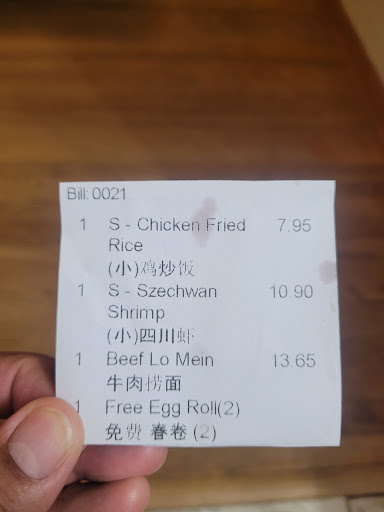 Bill: 0021
1 S - Chicken Fried 7.95
Rice
(小)鸡炒饭
1 S - Szechwan 10.90
Shrimp
(小)四川虾
1 Beef Lo Mein 13.65
牛肉捞面
1 Free Egg Roll(2)
免费 春卷 (2)